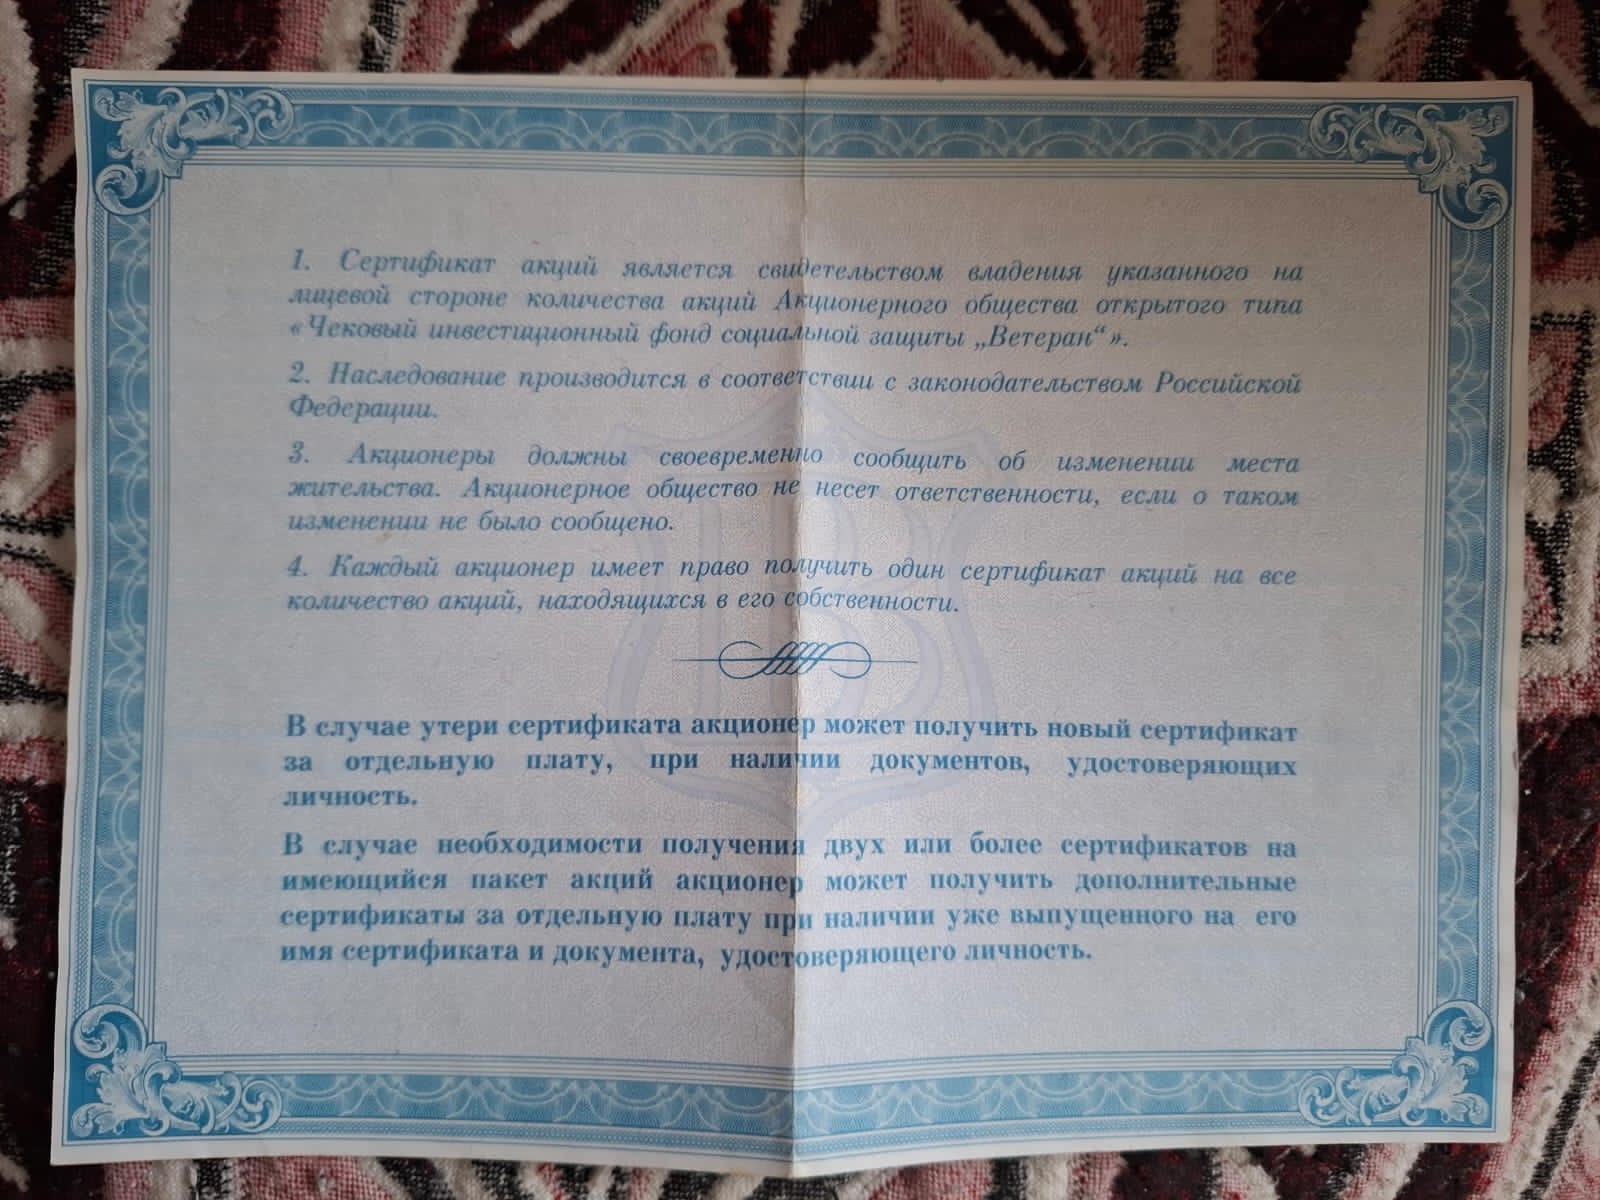 1. Сертификат акций является свидетельством владения указанного на
лицевой стороне количества акций Акционерного общества открытого типа
«Чековый инвестиционный фонд социальной защиты „Ветеран“».
2. Наследование производится в соответствии с законодательством Российской
Федерации.
3. Акционеры должны своевременно сообщить об изменении места
жительства. Акционерное общество не несет ответственности, если о таком
изменении не было сообщено.
4. Каждый акционер имеет право получить один сертификат акций на все
количество акций, находящихся в его собственности.
В случае утери сертификата акционер может получить новый сертификат
за отдельную плату, при наличии документов, удостоверяющих
личность.
В случае необходимости получения двух или более сертификатов на
имеющийся пакет акций акционер может получить дополнительные
сертификаты за отдельную плату при наличии уже выпущенного на его
имя сертификата и документа, удостоверяющего личность.